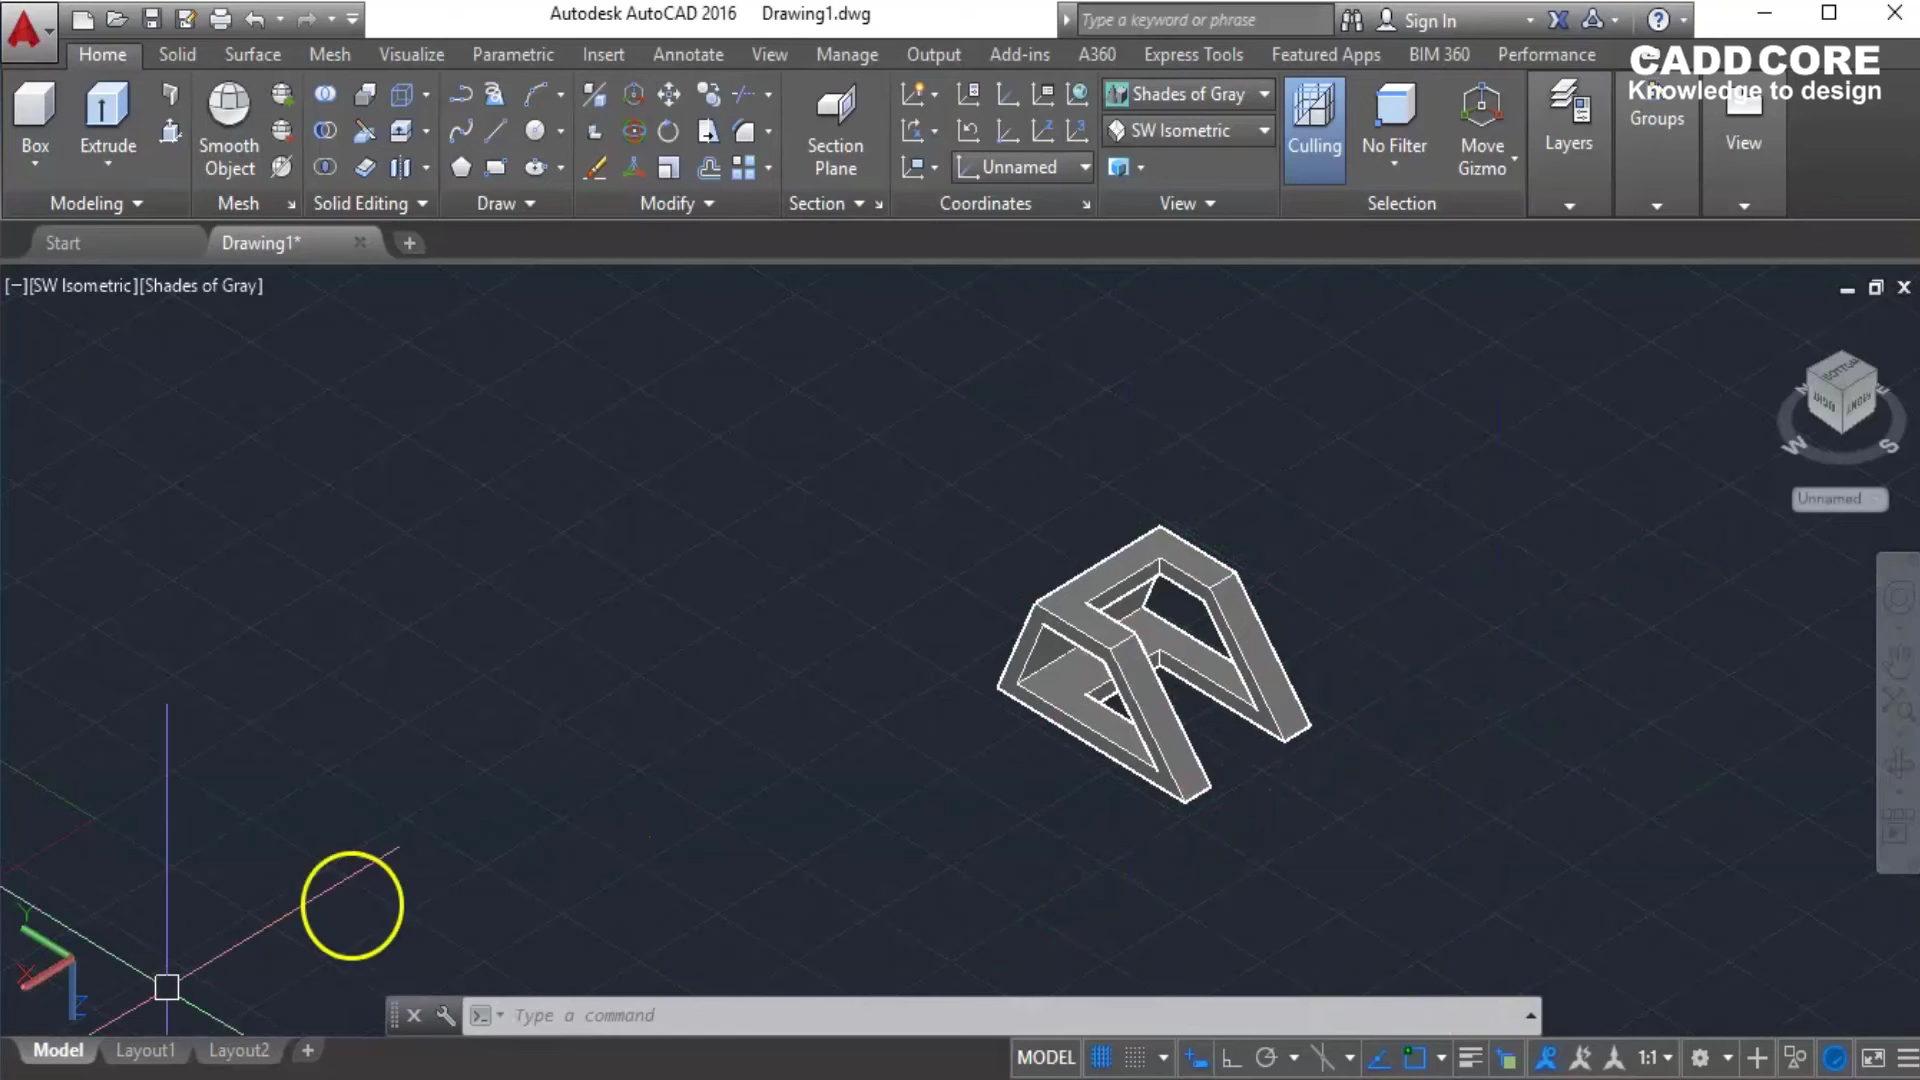 Autodesk AutoCAD 2016 Drawing1.dwg
Type a keyword or phrase
Sign In
Home Solid Surface Mesh Visualize Parametric Insert Annotate View Manage Output Add-ins A360 Express Tools Featured Apps BIM 360 Performance
CADD CORE
Knowledge to design
Box
Extrude
Smooth
Object
Section
Plane
Unnamed
Shades of Gray
SW Isometric
Culling
No Filter
Move
Gizmo
Layers
Groups
View
Modeling
Mesh
Solid Editing
Draw
Modify
Section
Coordinates
View
Selection
Start
Drawing1*
[−][SW Isometric][Shades of Gray]
BOTTOM
RIGHT
FRONT
N
E
W
S
Unnamed
Y
X
Z
Type a command
Model Layout1 Layout2
MODEL
1:1